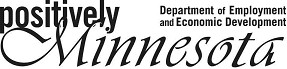 positively
Minnesota
Department of Employment
and Economic Development